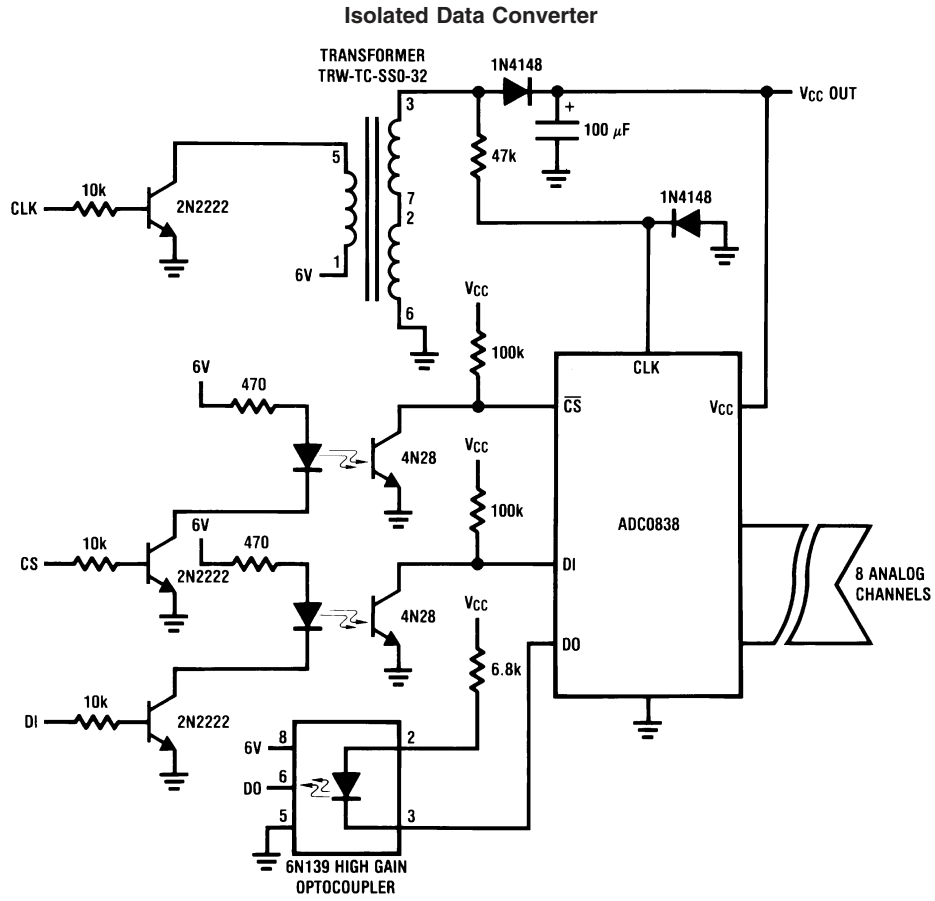 Isolated Data Converter
TRANSFORMER
TRW-TC-SSO-32
1N4148
3
VCC OUT
+
100 μF
47k
5
10k
CLK
2N2222
7
2
1N4148
1
6V
6
VCC
100k
CLK
6V
470
CS
VCC
4N28
VCC
100k
ADC0838
6V
470
10k
CS
2N2222
DI
8 ANALOG
CHANNELS
VCC
4N28
DO
6.8k
10k
DI
2N2222
8
2
6V
6
DO
5
3
6N139 HIGH GAIN
OPTOCOUPLER